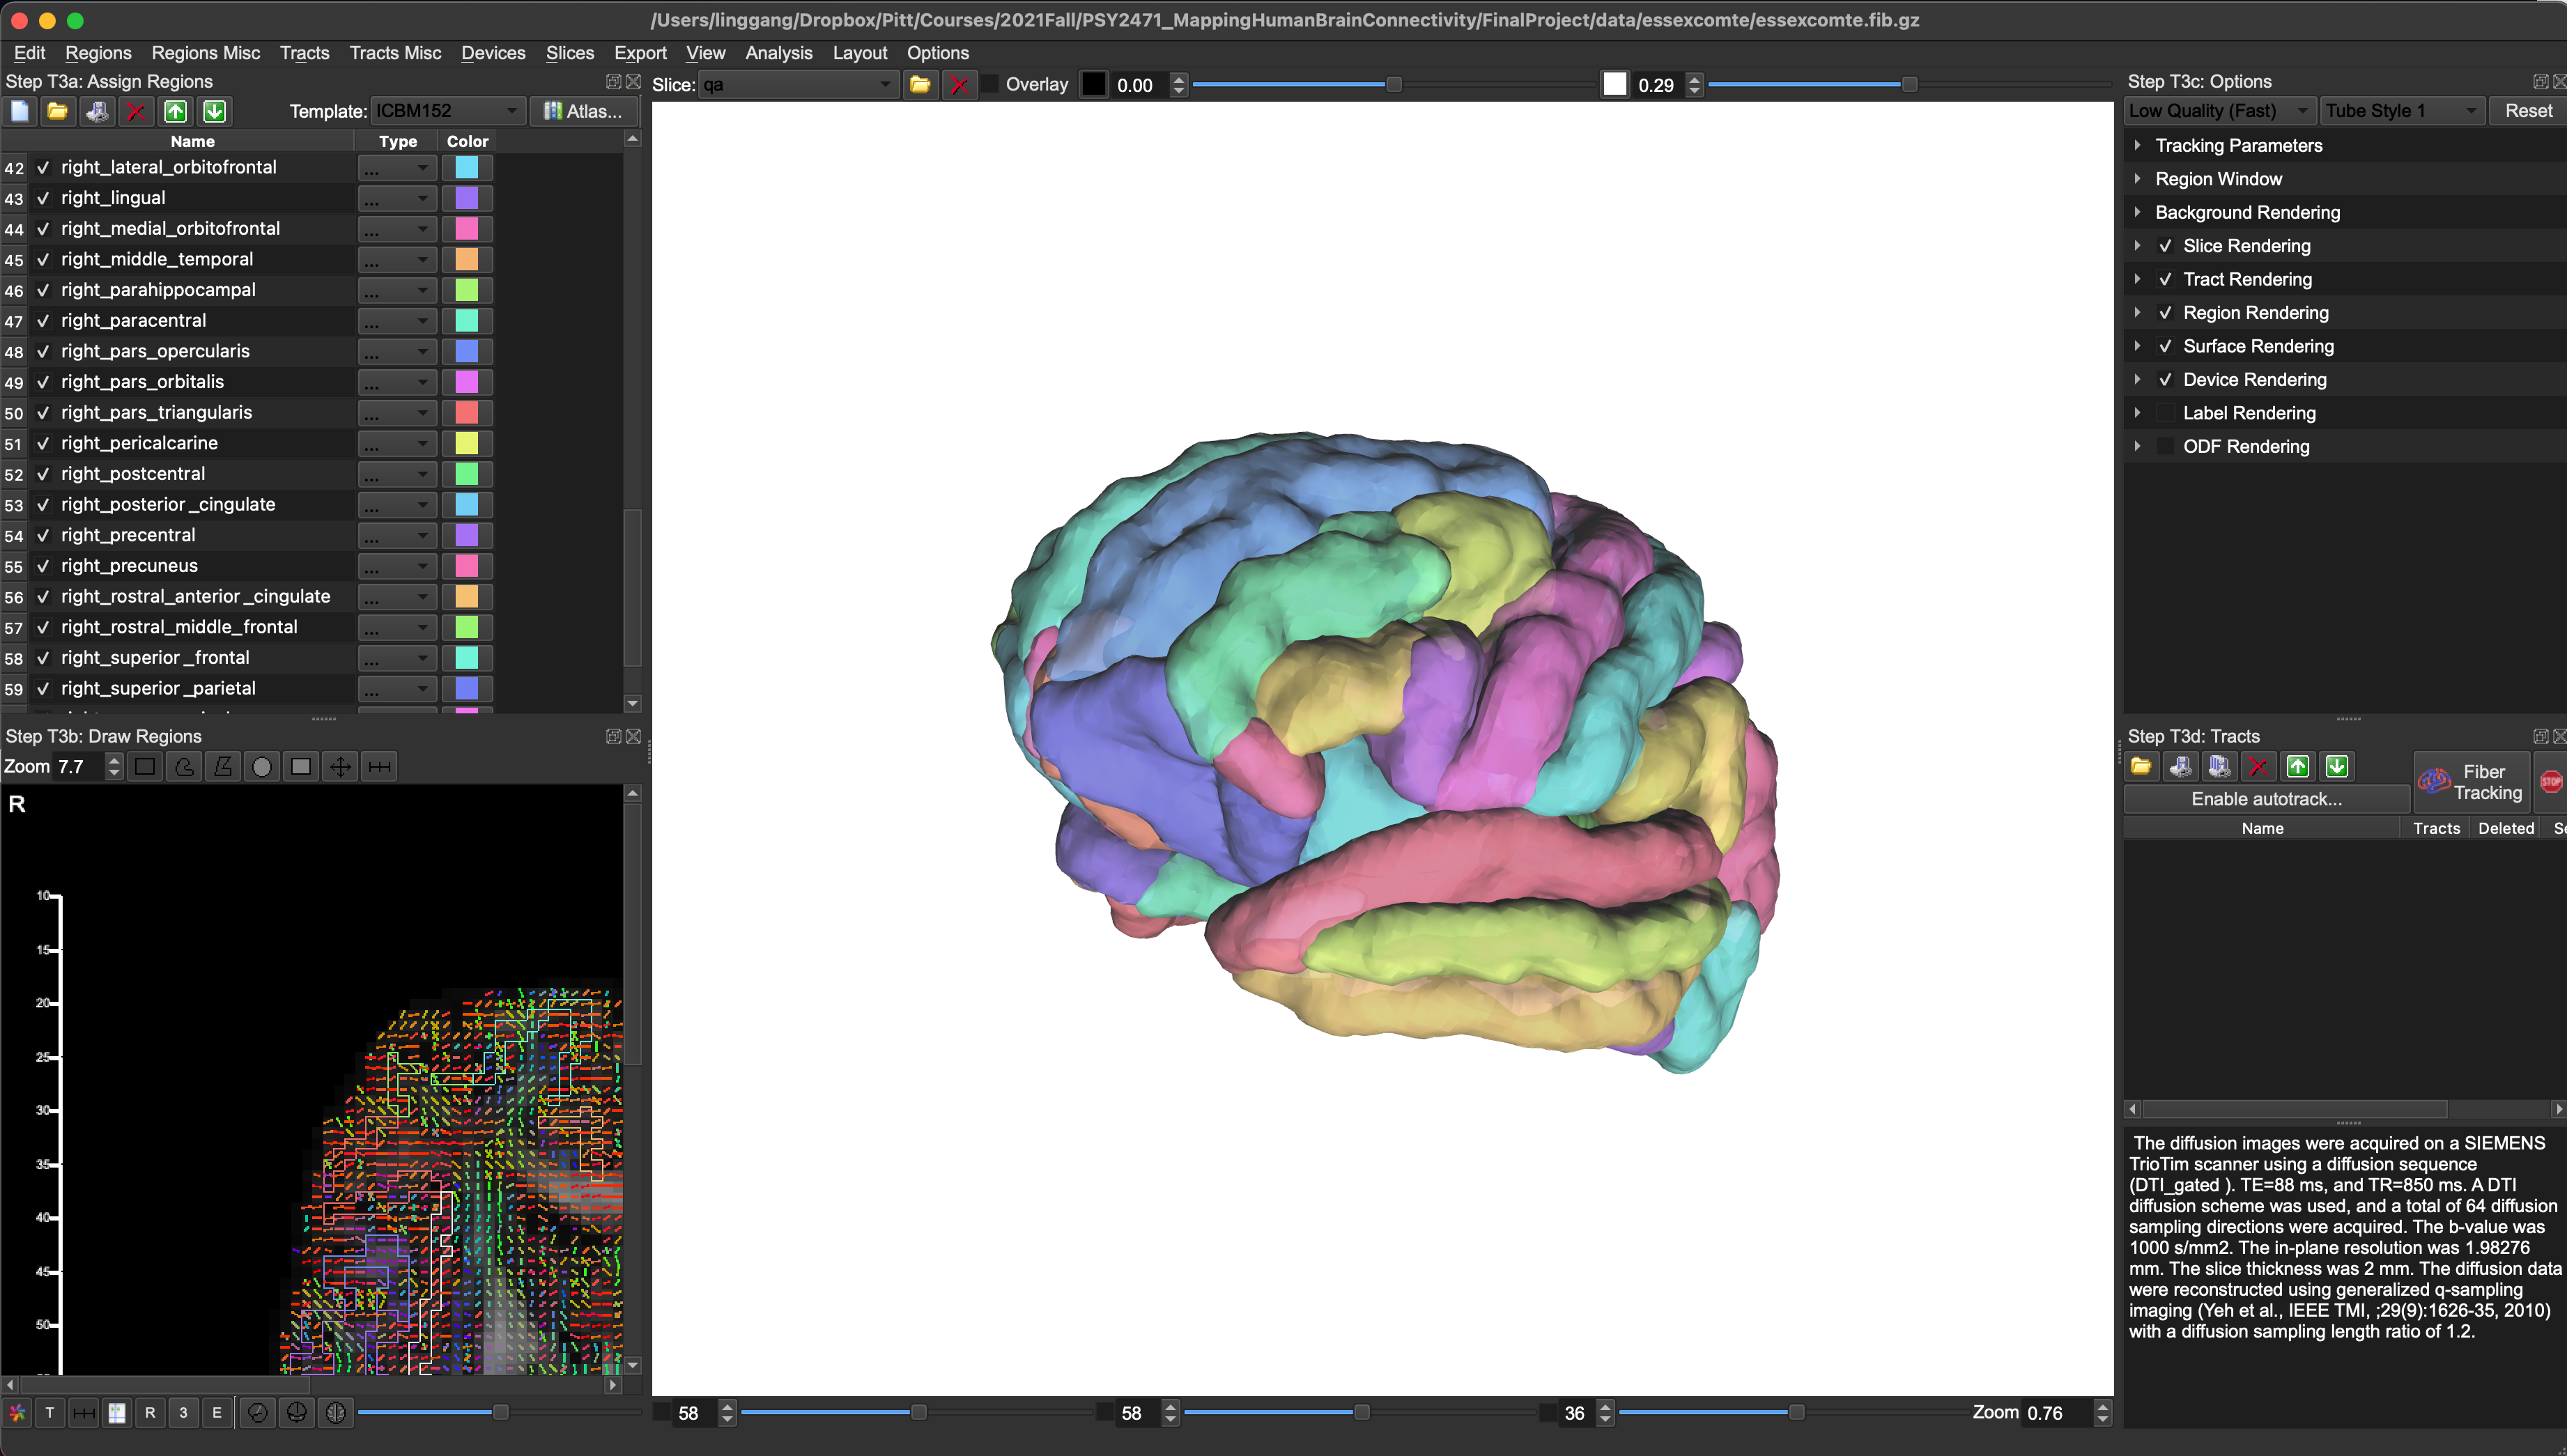 /Users/linggang/Dropbox/Pitt/Courses/2021Fall/PSY2471_MappingHumanBrainConnectivity/FinalProject/data/essexcomte/essexcomte.fib.gz
Edit Regions Regions Misc Tracts Tracts Misc Devices Slices Export View Analysis Layout Options
Step T3a: Assign Regions
Template: ICBM152 Atlas...
Name Type Color
42 right_lateral_orbitofrontal ...
43 right_lingual ...
44 right_medial_orbitofrontal ...
45 right_middle_temporal ...
46 right_parahippocampal ...
47 right_paracentral ...
48 right_pars_opercularis ...
49 right_pars_orbitalis ...
50 right_pars_triangularis ...
51 right_pericalcarine ...
52 right_postcentral ...
53 right_posterior_cingulate ...
54 right_precentral ...
55 right_precuneus ...
56 right_rostral_anterior_cingulate ...
57 right_rostral_middle_frontal ...
58 right_superior_frontal ...
59 right_superior_parietal ...
Step T3b: Draw Regions
Zoom 7.7
R
10
15
20
25
30
35
40
45
50
T R 3 E
Slice: qa Overlay 0.00 0.29
58 58 36 Zoom 0.76
Step T3c: Options
Low Quality (Fast) Tube Style 1 Reset
Tracking Parameters
Region Window
Background Rendering
Slice Rendering
Tract Rendering
Region Rendering
Surface Rendering
Device Rendering
Label Rendering
ODF Rendering
Step T3d: Tracts
Fiber Tracking
STOP
Enable autotrack...
Name Tracts Deleted Se
The diffusion images were acquired on a SIEMENS
TrioTim scanner using a diffusion sequence
(DTI_gated ). TE=88 ms, and TR=850 ms. A DTI
diffusion scheme was used, and a total of 64 diffusion
sampling directions were acquired. The b-value was
1000 s/mm2. The in-plane resolution was 1.98276
mm. The slice thickness was 2 mm. The diffusion data
were reconstructed using generalized q-sampling
imaging (Yeh et al., IEEE TMI, ;29(9):1626-35, 2010)
with a diffusion sampling length ratio of 1.2.